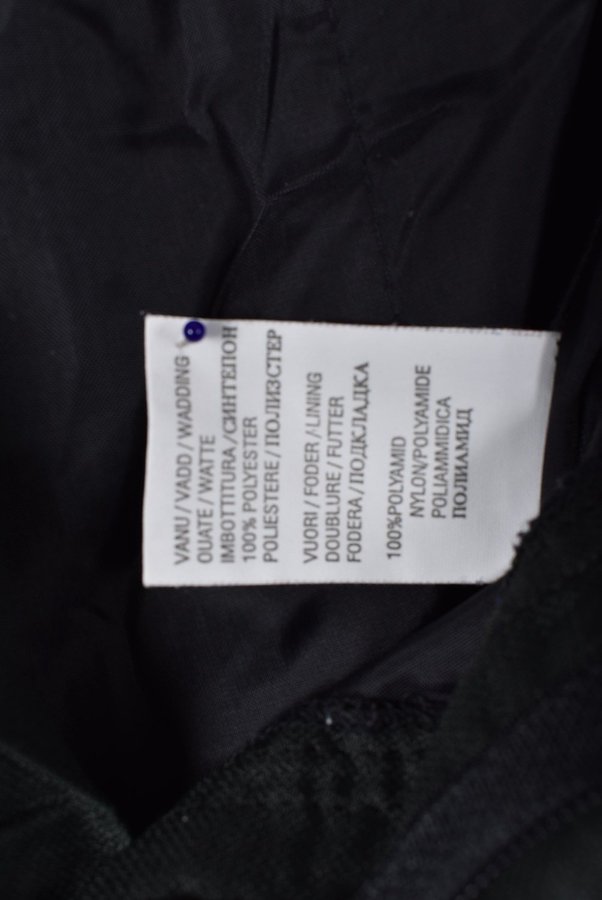 VANU / VADD / WADDING
OUATE / WATTE
IMBOTTITURA / СИНТЕПОН
100% POLYESTER
POLIESTERE / ПОЛИЭСТЕР
VUORI / FODER / LINING
DOUBLURE / FUTTER
FODERA / ПОДКЛАДКА
100%POLYAMID
NYLON/POLYAMIDE
POLIAMMIDICA
ПОЛИАМИД